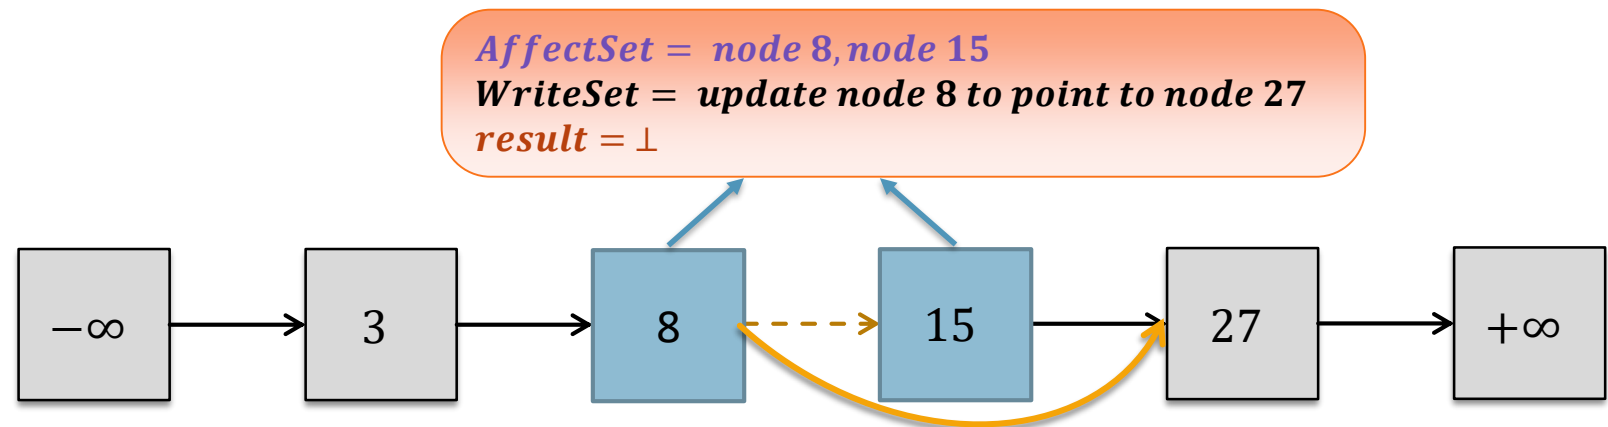 AffectSet = node 8, node 15
WriteSet = update node 8 to point to node 27
result = ⊥
−∞ 3 8 15 27 +∞